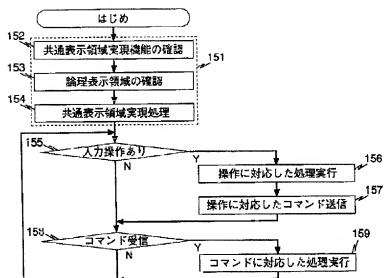 はじめ
152
共通表示領域実現機能の確認
151
153
論理表示領域の確認
154
共通表示領域実現処理
155
入力操作あり
Y
N
156
操作に対応した処理実行
157
操作に対応したコマンド送信
158
コマンド受信
Y
N
159
コマンドに対応した処理実行